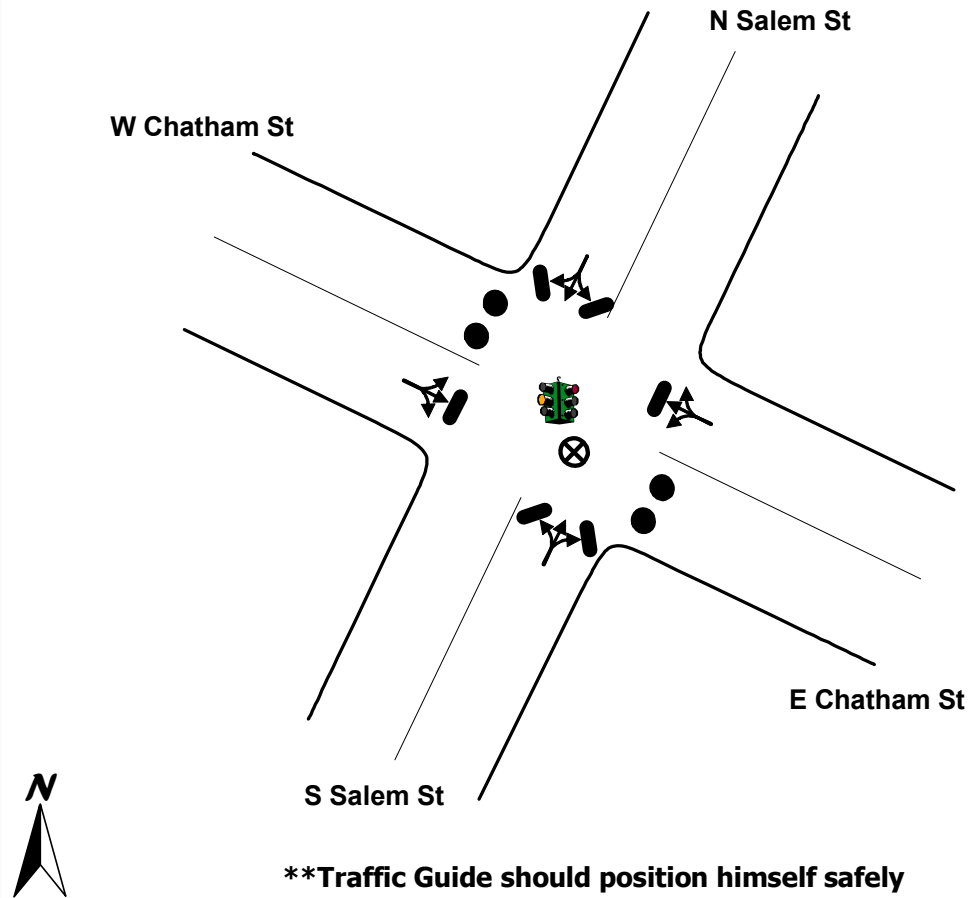 N Salem St
W Chatham St
E Chatham St
S Salem St
N
**Traffic Guide should position himself safely